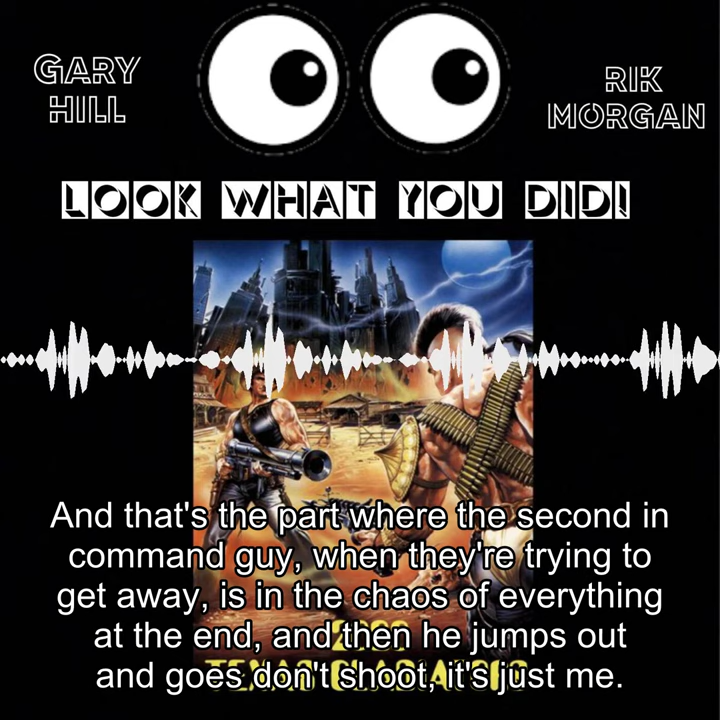 GARY
HILL
RIK
MORGAN
LOOK WHAT YOU DID!
And that's the part where the second in
command guy, when they're trying to
get away, is in the chaos of everything
at the end, and then he jumps out
and goes don't shoot, it's just me.
TEXAS GLADIATORS